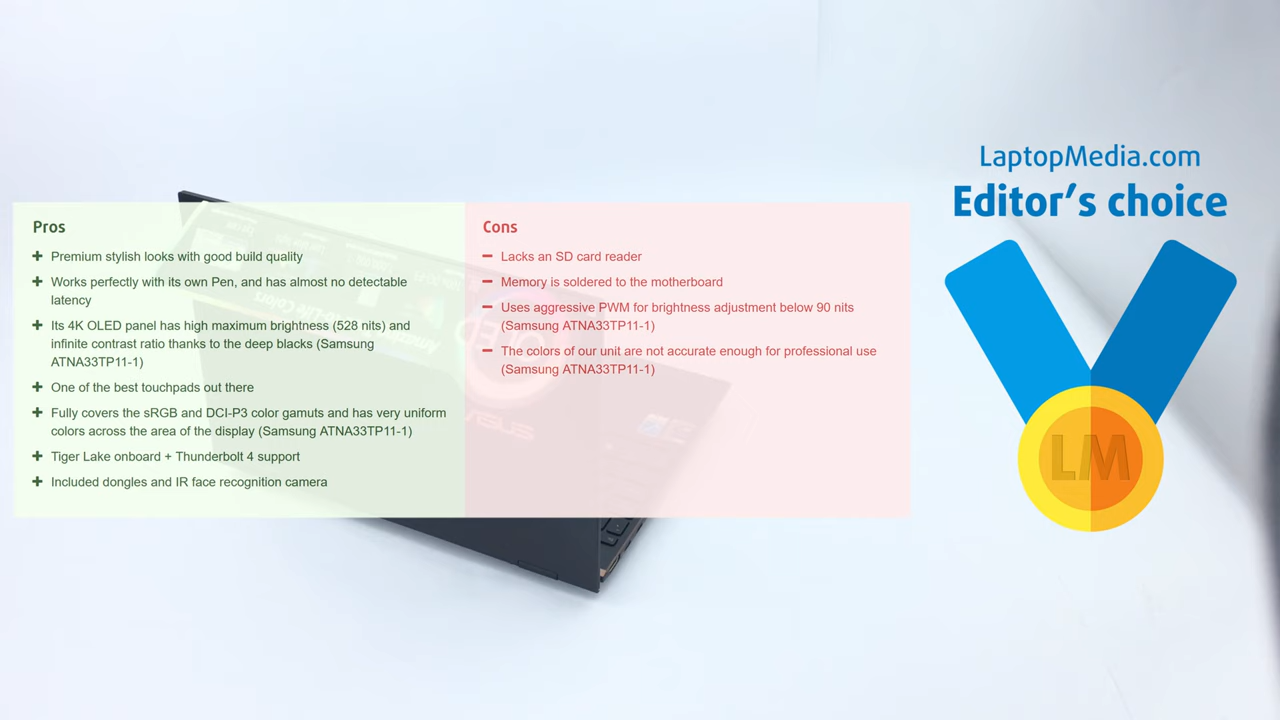 LaptopMedia.com
Editor's choice
Pros
Premium stylish looks with good build quality
Works perfectly with its own Pen, and has almost no detectable
latency
Its 4K OLED panel has high maximum brightness (528 nits) and
infinite contrast ratio thanks to the deep blacks (Samsung
ATNA33TP11-1)
One of the best touchpads out there
Fully covers the sRGB and DCI-P3 color gamuts and has very uniform
colors across the area of the display (Samsung ATNA33TP11-1)
Tiger Lake onboard + Thunderbolt 4 support
Included dongles and IR face recognition camera
Cons
Lacks an SD card reader
Memory is soldered to the motherboard
Uses aggressive PWM for brightness adjustment below 90 nits
(Samsung ATNA33TP11-1)
The colors of our unit are not accurate enough for professional use
(Samsung ATNA33TP11-1)
OLED
ASUS
LM